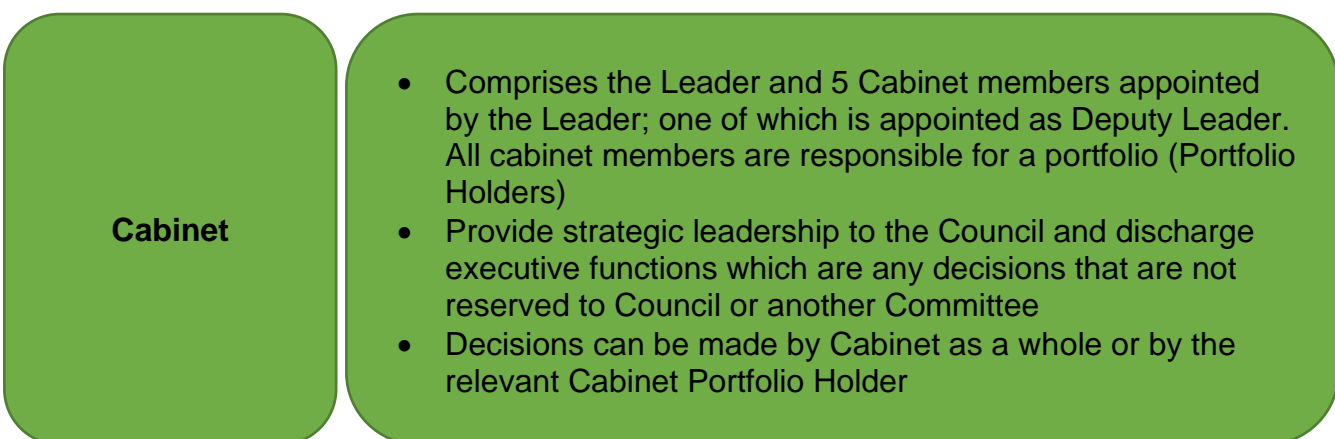 Cabinet
• Comprises the Leader and 5 Cabinet members appointed
by the Leader; one of which is appointed as Deputy Leader.
All cabinet members are responsible for a portfolio (Portfolio
Holders)
• Provide strategic leadership to the Council and discharge
executive functions which are any decisions that are not
reserved to Council or another Committee
• Decisions can be made by Cabinet as a whole or by the
relevant Cabinet Portfolio Holder